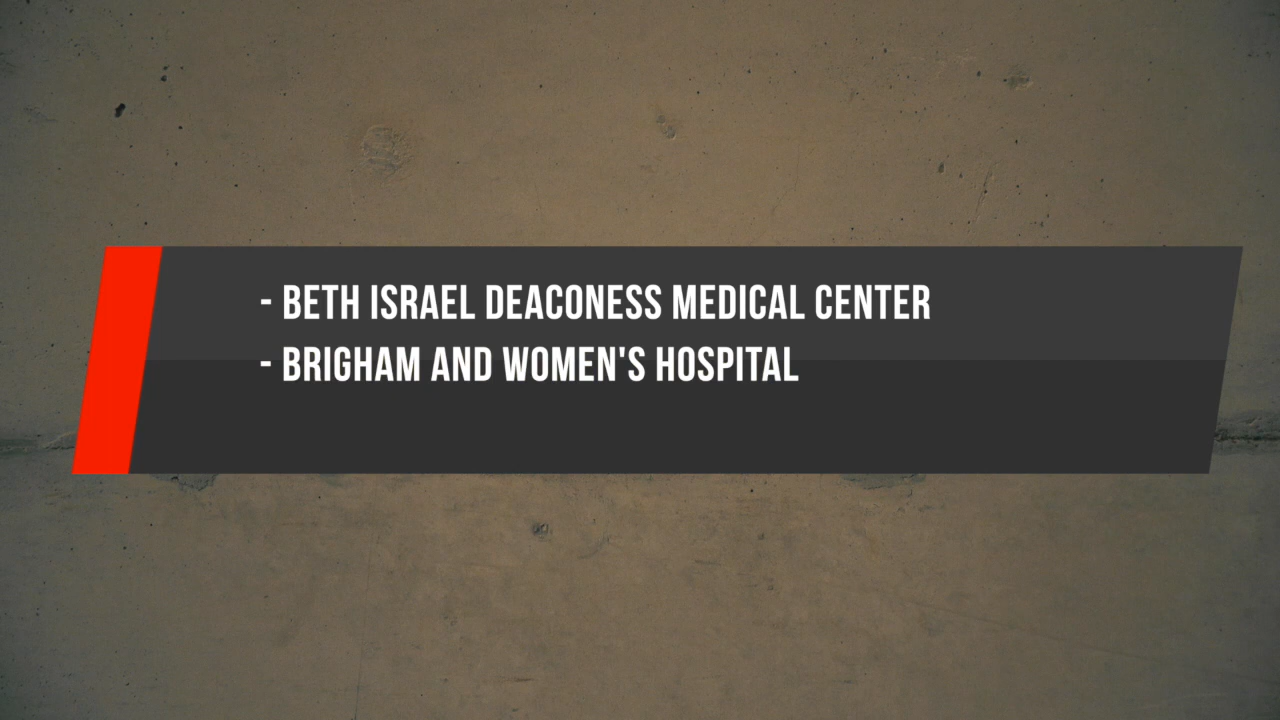 - BETH ISRAEL DEACONESS MEDICAL CENTER
- BRIGHAM AND WOMEN'S HOSPITAL